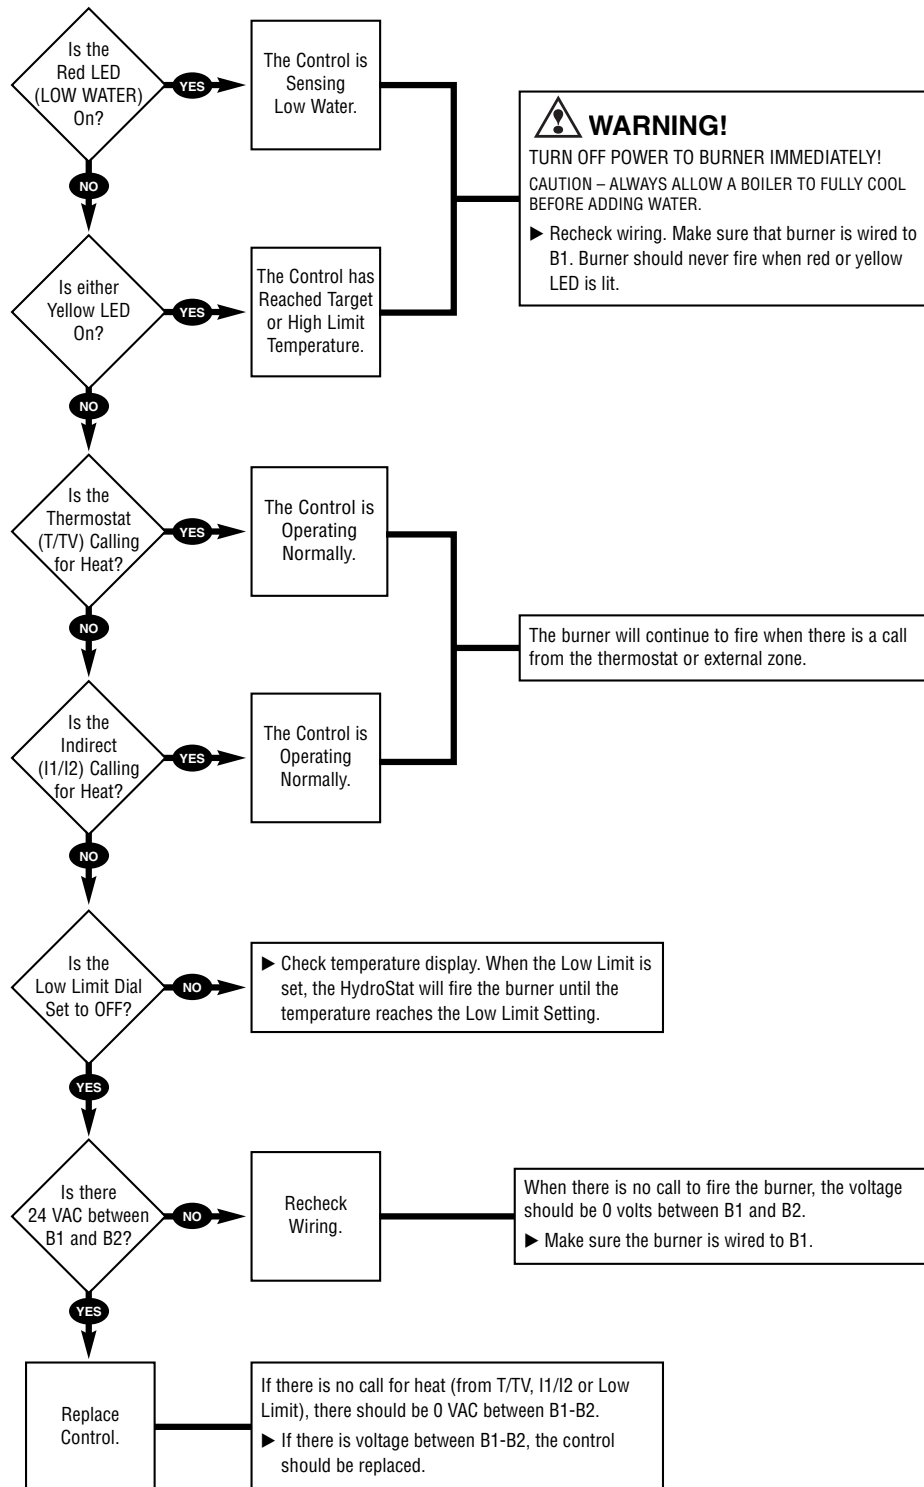 Is the
Red LED
(LOW WATER)
On?
YES
The Control is
Sensing
Low Water.
WARNING!
TURN OFF POWER TO BURNER IMMEDIATELY!
CAUTION – ALWAYS ALLOW A BOILER TO FULLY COOL
BEFORE ADDING WATER.
▶ Recheck wiring. Make sure that burner is wired to
B1. Burner should never fire when red or yellow
LED is lit.
NO
Is either
Yellow LED
On?
YES
The Control has
Reached Target
or High Limit
Temperature.
NO
Is the
Thermostat
(T/TV) Calling
for Heat?
YES
The Control is
Operating
Normally.
NO
The burner will continue to fire when there is a call
from the thermostat or external zone.
Is the
Indirect
(I1/I2) Calling
for Heat?
YES
The Control is
Operating
Normally.
NO
Is the
Low Limit Dial
Set to OFF?
NO
▶ Check temperature display. When the Low Limit is
set, the HydroStat will fire the burner until the
temperature reaches the Low Limit Setting.
YES
Is there
24 VAC between
B1 and B2?
NO
Recheck
Wiring.
When there is no call to fire the burner, the voltage
should be 0 volts between B1 and B2.
▶ Make sure the burner is wired to B1.
YES
Replace
Control.
If there is no call for heat (from T/TV, I1/I2 or Low
Limit), there should be 0 VAC between B1-B2.
▶ If there is voltage between B1-B2, the control
should be replaced.